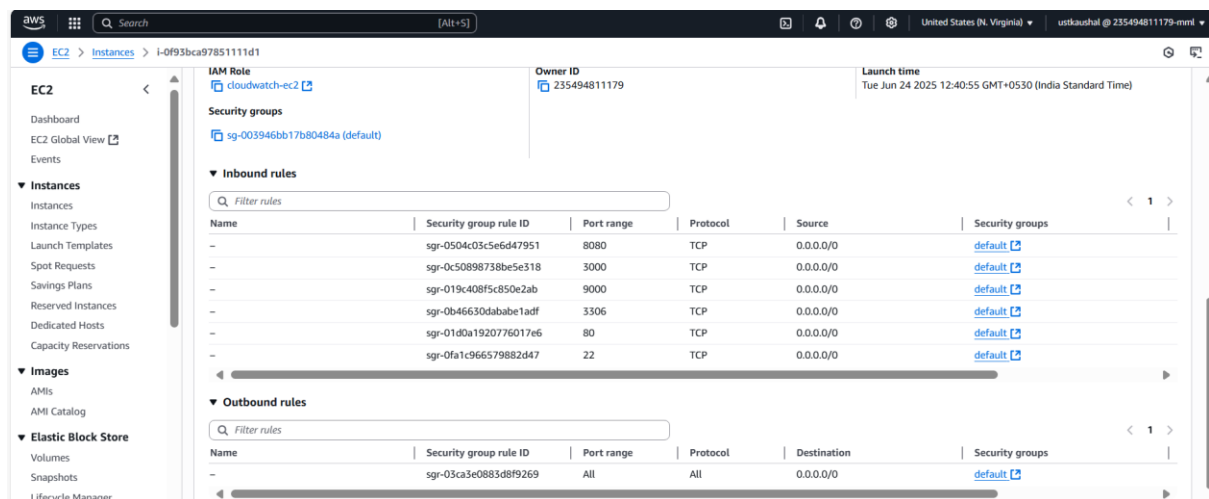 aws
Search [Alt+S] United States (N. Virginia) ustkaushal @ 235494811179-mml
EC2 > Instances > i-0f93bca97851111d1
EC2
Dashboard
EC2 Global View
Events
Instances
Instances
Instance Types
Launch Templates
Spot Requests
Savings Plans
Reserved Instances
Dedicated Hosts
Capacity Reservations
Images
AMIs
AMI Catalog
Elastic Block Store
Volumes
Snapshots
Lifecycle Manager
IAM Role
cloudwatch-ec2
Owner ID
235494811179
Launch time
Tue Jun 24 2025 12:40:55 GMT+0530 (India Standard Time)
Security groups
sg-003946bb17b80484a (default)
Inbound rules
Filter rules
1
Name Security group rule ID Port range Protocol Source Security groups
– sgr-0504c03c5e6d47951 8080 TCP 0.0.0.0/0 default
– sgr-0c50898738be5e318 3000 TCP 0.0.0.0/0 default
– sgr-019c408f5c850e2ab 9000 TCP 0.0.0.0/0 default
– sgr-0b46630dababe1adf 3306 TCP 0.0.0.0/0 default
– sgr-01d0a1920776017e6 80 TCP 0.0.0.0/0 default
– sgr-0fa1c966579882d47 22 TCP 0.0.0.0/0 default
Outbound rules
Filter rules
1
Name Security group rule ID Port range Protocol Destination Security groups
– sgr-03ca3e0883d8f9269 All All 0.0.0.0/0 default